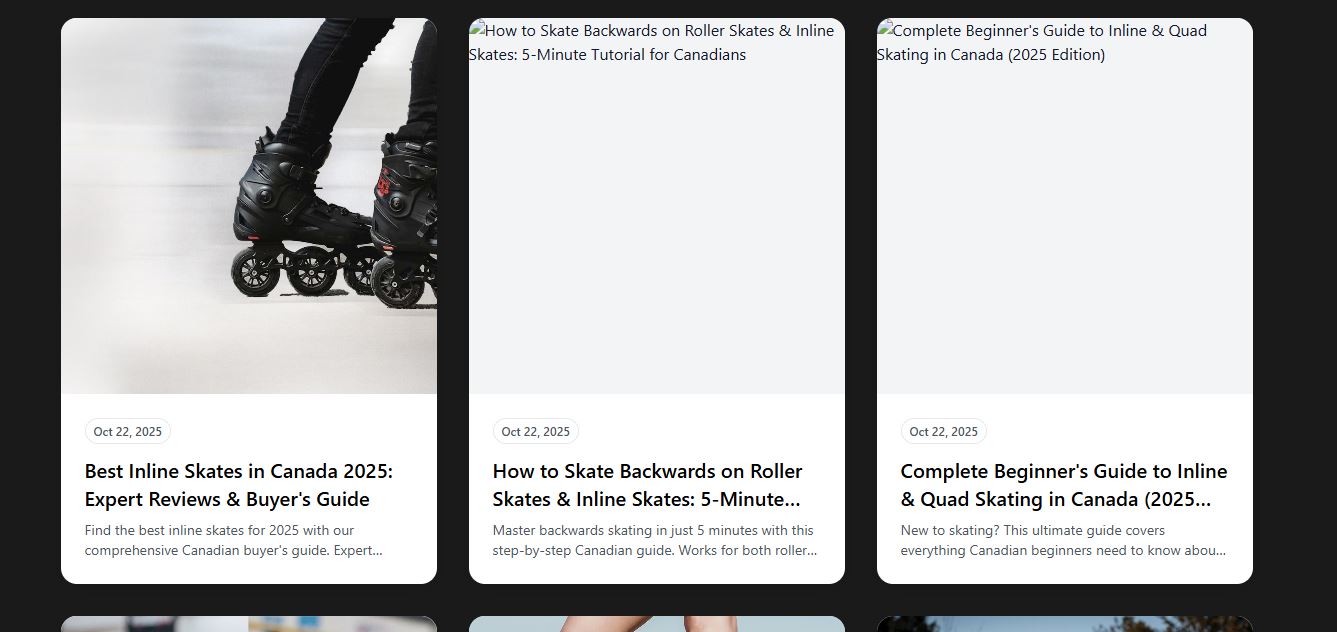 How to Skate Backwards on Roller Skates & Inline
Skates: 5-Minute Tutorial for Canadians
Complete Beginner's Guide to Inline & Quad
Skating in Canada (2025 Edition)
Oct 22, 2025
Best Inline Skates in Canada 2025:
Expert Reviews & Buyer's Guide
Find the best inline skates for 2025 with our
comprehensive Canadian buyer's guide. Expert...
Oct 22, 2025
How to Skate Backwards on Roller
Skates & Inline Skates: 5-Minute...
Master backwards skating in just 5 minutes with this
step-by-step Canadian guide. Works for both roller...
Oct 22, 2025
Complete Beginner's Guide to Inline
& Quad Skating in Canada (2025...
New to skating? This ultimate guide covers
everything Canadian beginners need to know abou...